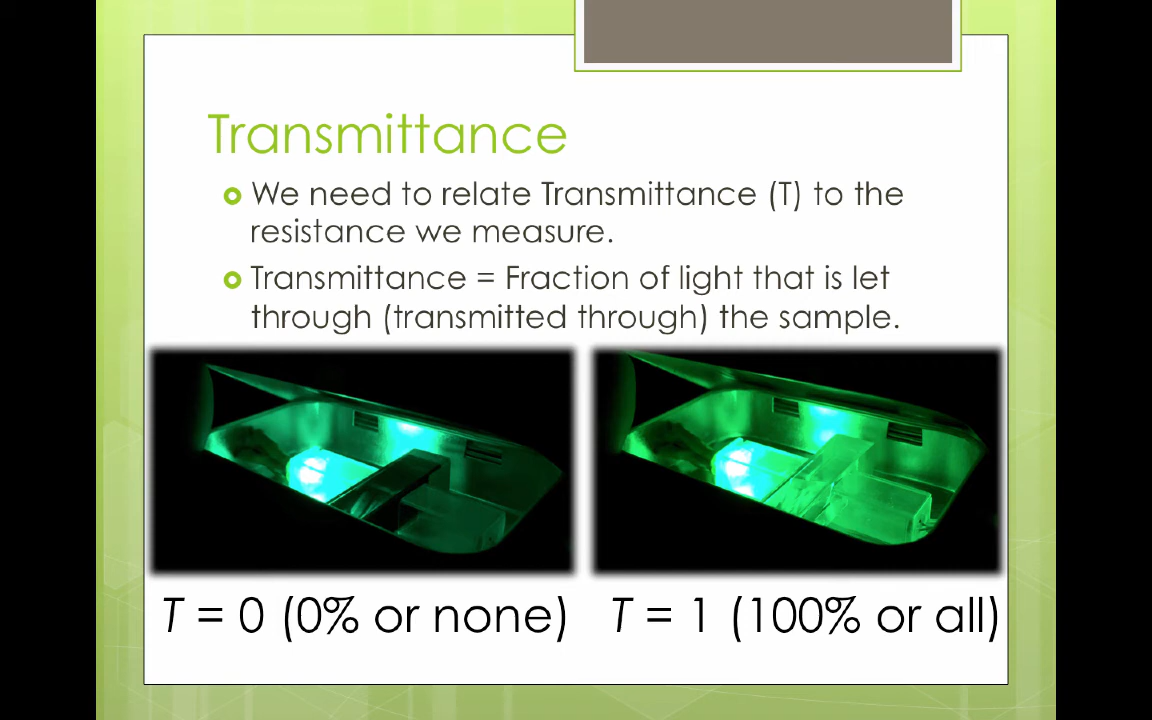 Transmittance
We need to relate Transmittance (T) to the
resistance we measure.
Transmittance = Fraction of light that is let
through (transmitted through) the sample.
T = 0 (0% or none)
T = 1 (100% or all)